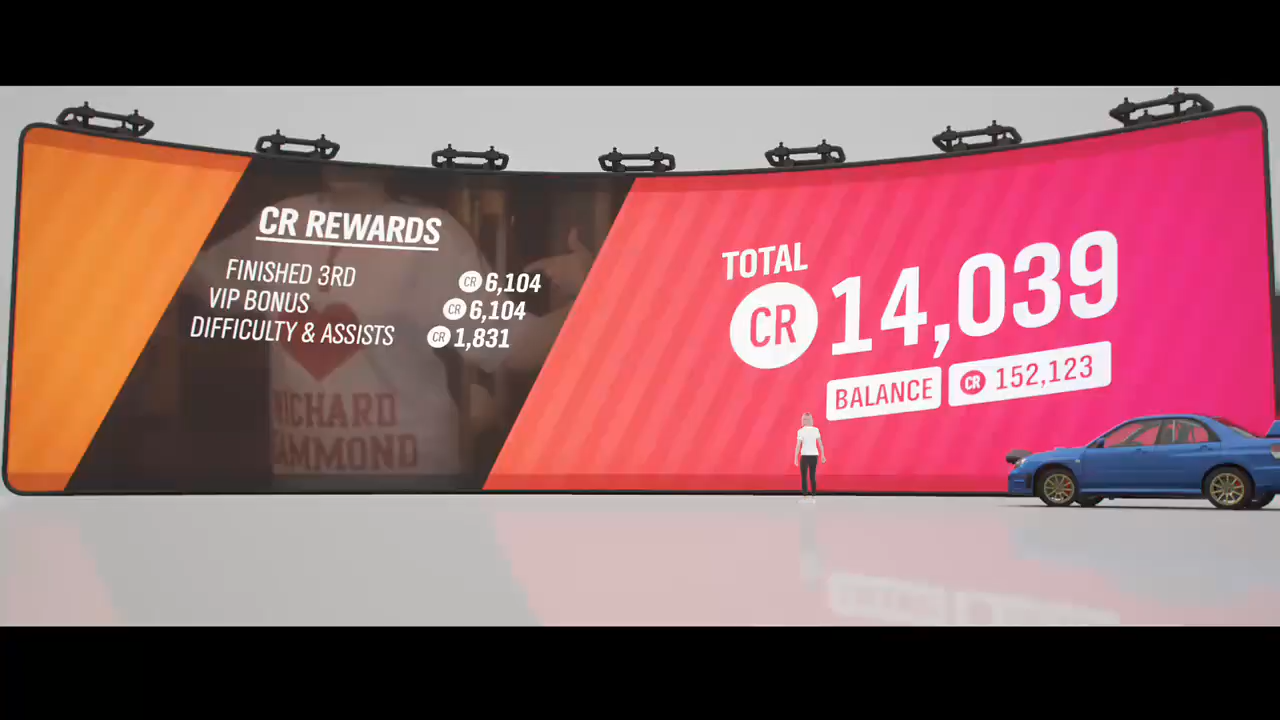 CR REWARDS
FINISHED 3RD CR 6,104
VIP BONUS CR 6,104
DIFFICULTY & ASSISTS CR 1,831
RICHARD
HAMMOND
TOTAL
CR 14,039
BALANCE CR 152,123